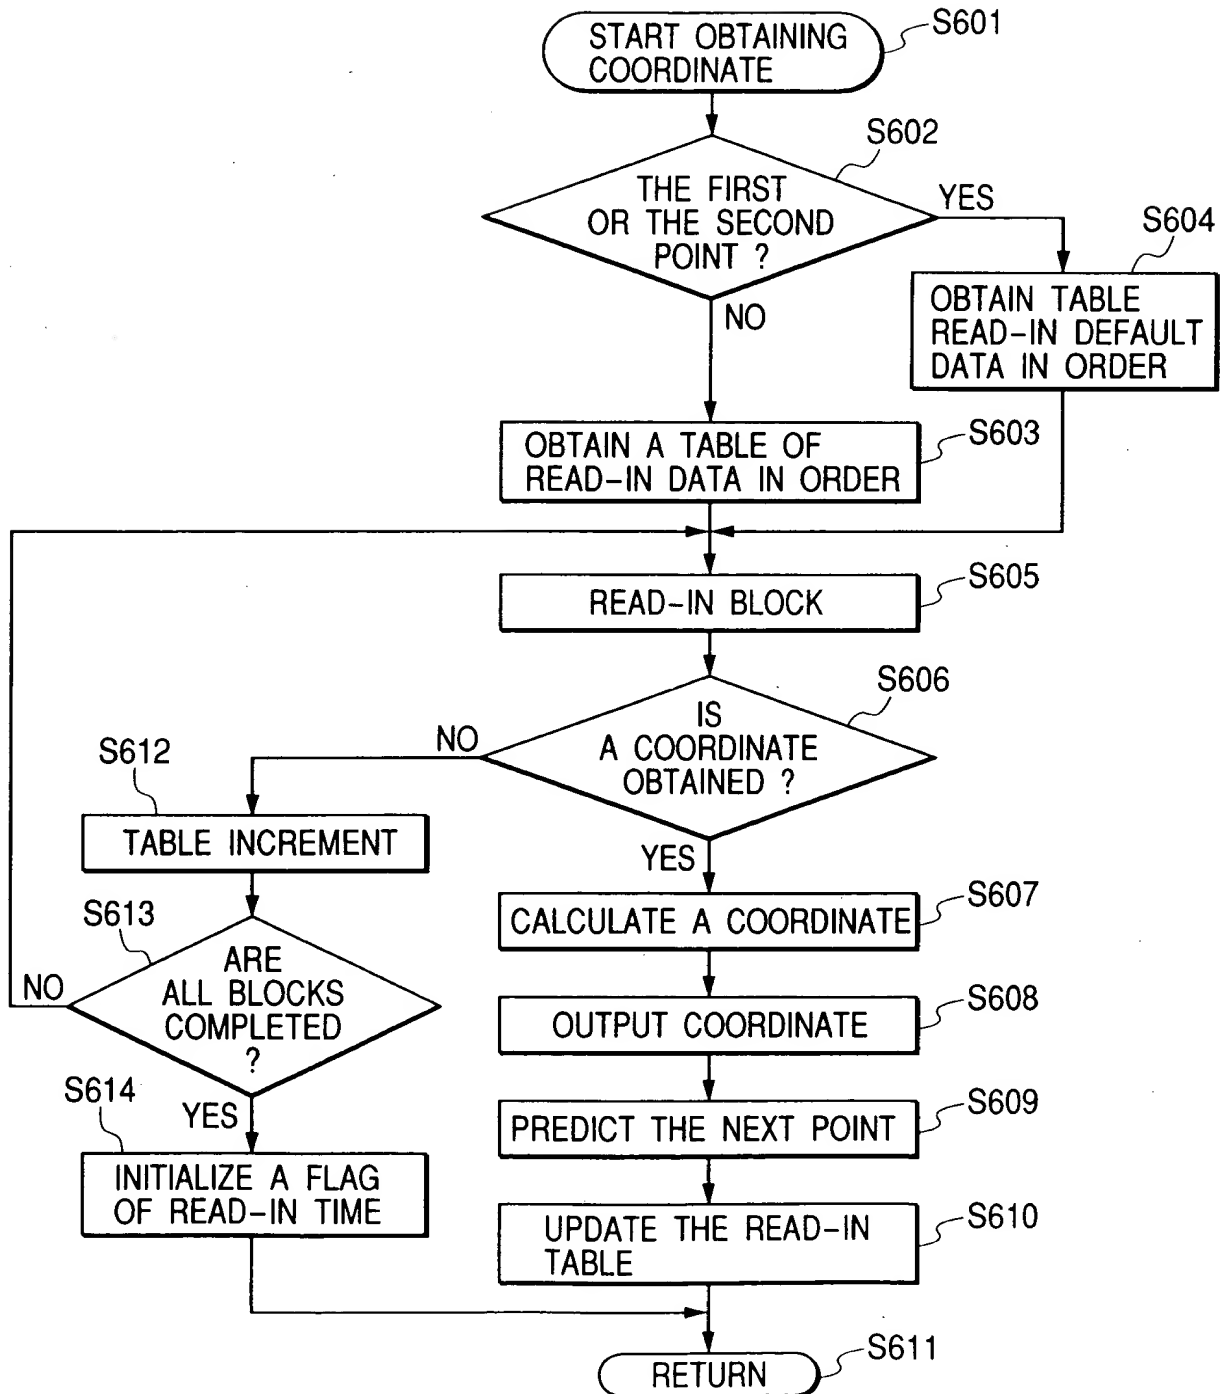 START OBTAINING
COORDINATE
S601
S602
THE FIRST
OR THE SECOND
POINT ?
YES
NO
S604
OBTAIN TABLE
READ-IN DEFAULT
DATA IN ORDER
S603
OBTAIN A TABLE OF
READ-IN DATA IN ORDER
S605
READ-IN BLOCK
S606
IS
A COORDINATE
OBTAINED ?
NO
YES
S612
TABLE INCREMENT
S607
CALCULATE A COORDINATE
S613
ARE
ALL BLOCKS
COMPLETED
?
NO
YES
S608
OUTPUT COORDINATE
S609
PREDICT THE NEXT POINT
S614
INITIALIZE A FLAG
OF READ-IN TIME
S610
UPDATE THE READ-IN
TABLE
S611
RETURN